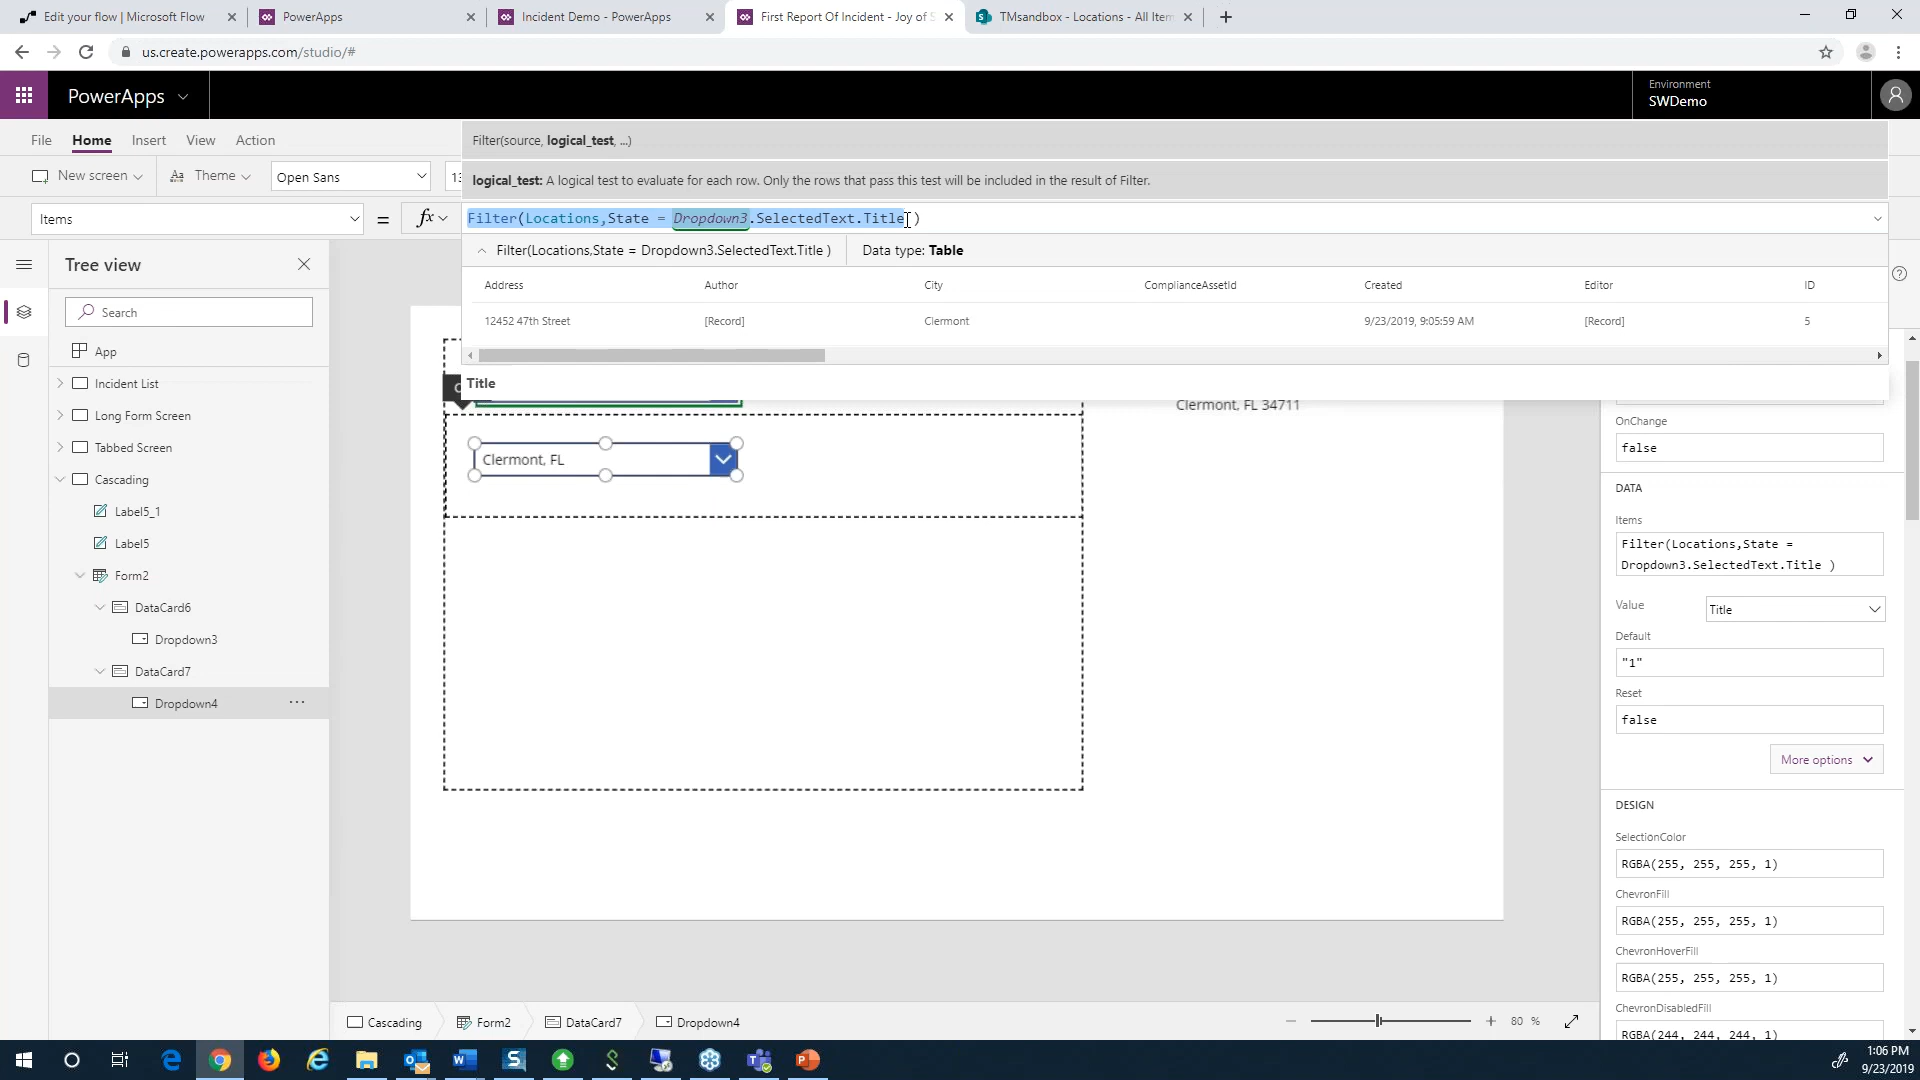 Edit your flow | Microsoft Flow
PowerApps
Incident Demo - PowerApps
First Report Of Incident - Joy of S
TMsandbox - Locations - All Item
us.create.powerapps.com/studio/#
PowerApps
Environment
SWDemo
File Home Insert View Action
Filter(source, logical_test, ...)
New screen
Theme
Open Sans
13
logical_test: A logical test to evaluate for each row. Only the rows that pass this test will be included in the result of Filter.
Items
=
fx
Filter(Locations,State = Dropdown3.SelectedText.Title )
Filter(Locations,State = Dropdown3.SelectedText.Title )
Data type: Table
Tree view
Address Author City ComplianceAssetId Created Editor ID
Search
12452 47th Street [Record] Clermont 9/23/2019, 9:05:59 AM [Record] 5
App
Incident List
Title
Long Form Screen
Clermont, FL 34711
Tabbed Screen
Cascading
Clermont, FL
Label5_1
Label5
Form2
DataCard6
Dropdown3
DataCard7
Dropdown4
OnChange
false
DATA
Items
Filter(Locations,State =
Dropdown3.SelectedText.Title )
Value
Title
Default
"1"
Reset
false
More options
DESIGN
SelectionColor
RGBA(255, 255, 255, 1)
ChevronFill
RGBA(255, 255, 255, 1)
ChevronHoverFill
RGBA(255, 255, 255, 1)
ChevronDisabledFill
RGBA(244, 244, 244, 1)
Cascading
Form2
DataCard7
Dropdown4
80 %
1:06 PM
9/23/2019